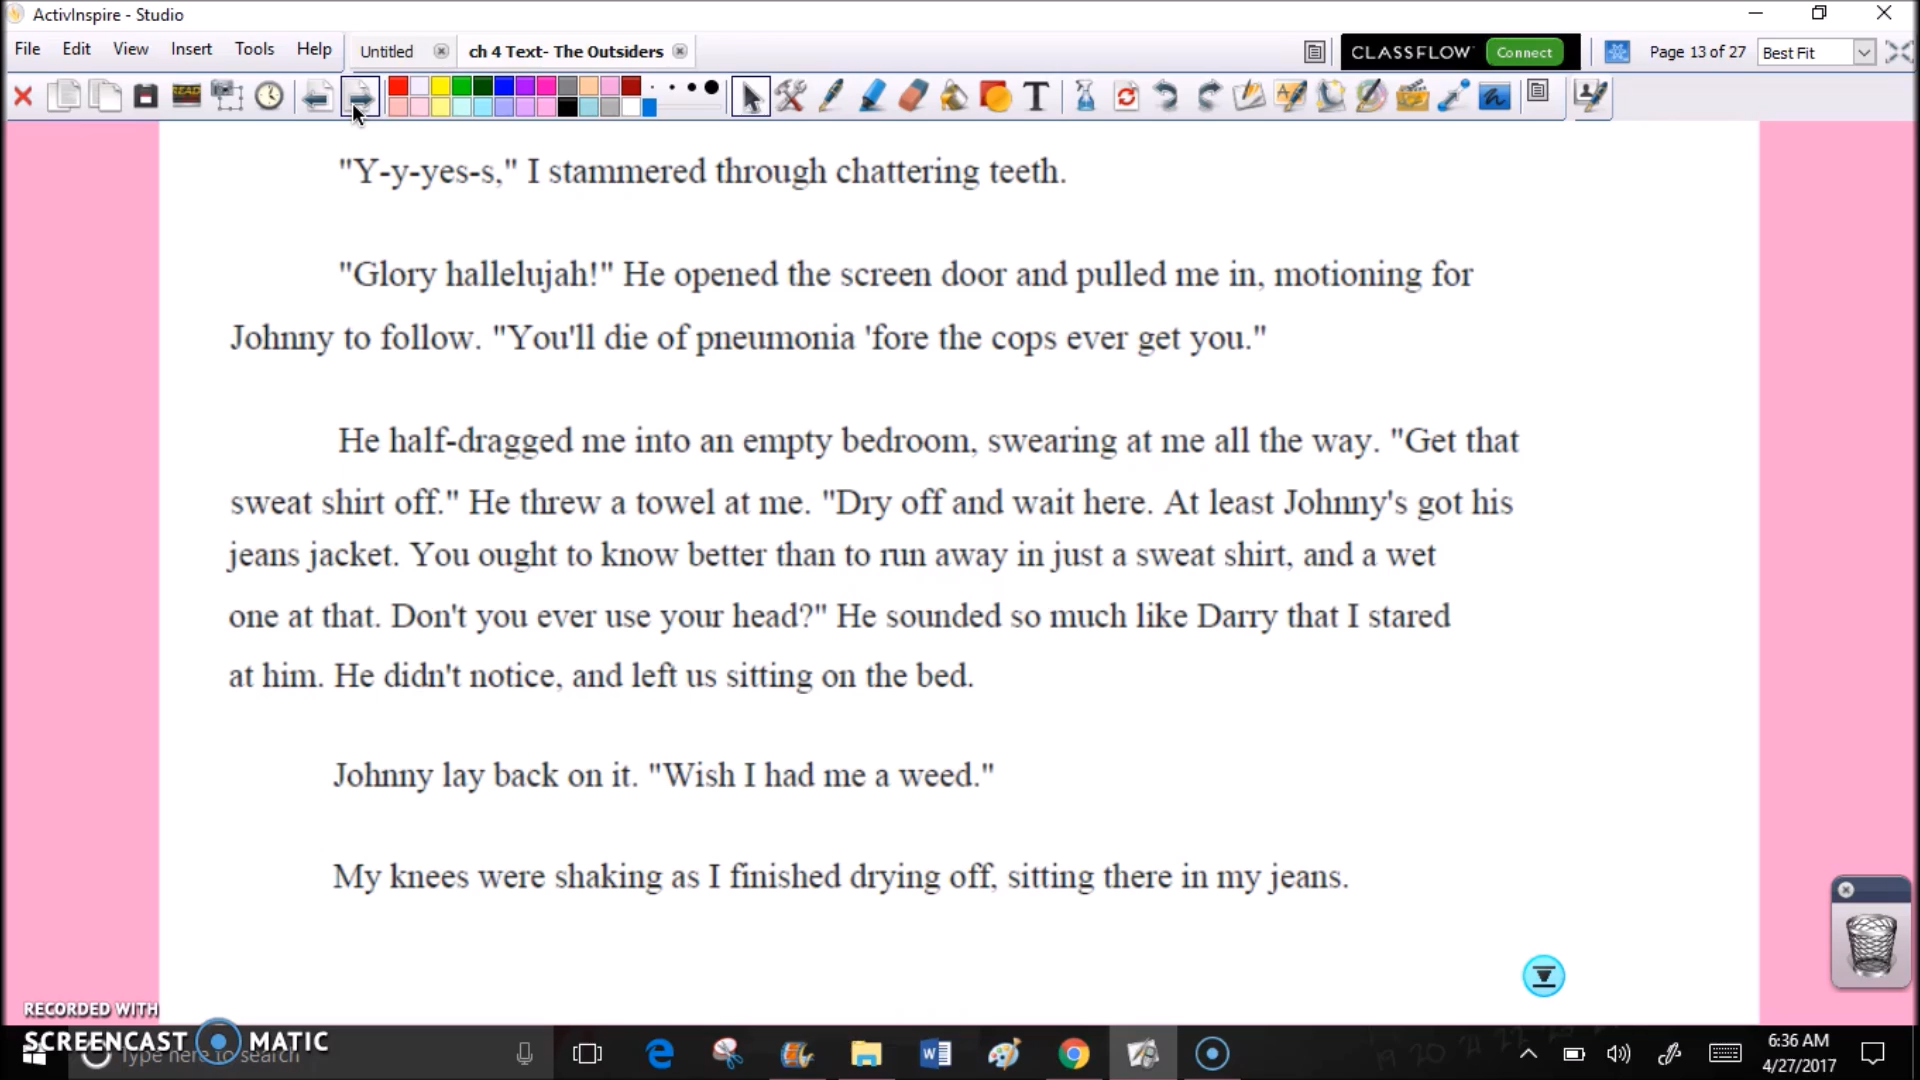 ActivInspire - Studio
File Edit View Insert Tools Help Untitled ch 4 Text- The Outsiders CLASSFLOW Connect Page 13 of 27 Best Fit
"Y-y-yes-s," I stammered through chattering teeth.
"Glory hallelujah!" He opened the screen door and pulled me in, motioning for
Johnny to follow. "You'll die of pneumonia 'fore the cops ever get you."
He half-dragged me into an empty bedroom, swearing at me all the way. "Get that
sweat shirt off." He threw a towel at me. "Dry off and wait here. At least Johnny's got his
jeans jacket. You ought to know better than to run away in just a sweat shirt, and a wet
one at that. Don't you ever use your head?" He sounded so much like Darry that I stared
at him. He didn't notice, and left us sitting on the bed.
Johnny lay back on it. "Wish I had me a weed."
My knees were shaking as I finished drying off, sitting there in my jeans.
RECORDED WITH
SCREENCAST MATIC
Type here to search
6:36 AM
4/27/2017